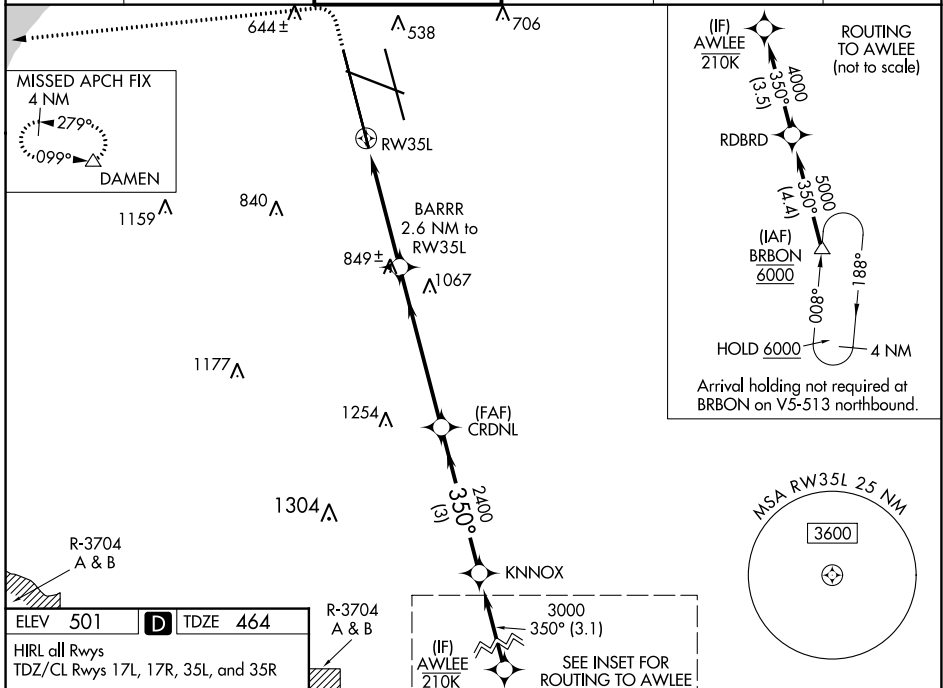 644 ±
538
706
(IF)
AWLEE
210K
ROUTING
TO AWLEE
(not to scale)
4000
350°
(3.5)
MISSED APCH FIX
4 NM
279°
099°
DAMEN
RW35L
RDBRD
5000
350°
(4.4)
1159
840
BARRR
2.6 NM to
RW35L
849 ±
1067
(IAF)
BRBON
6000
008°
188°
HOLD 6000
4 NM
Arrival holding not required at
BRBON on V5-513 northbound.
1177
1254
(FAF)
CRDNL
2400
350°
(3)
1304
MSA RW35L 25 NM
3600
R-3704
A & B
KNNOX
ELEV 501 D TDZE 464
HIRL all Rwys
TDZ/CL Rwys 17L, 17R, 35L, and 35R
R-3704
A & B
3000
350° (3.1)
(IF)
AWLEE
210K
SEE INSET FOR
ROUTING TO AWLEE